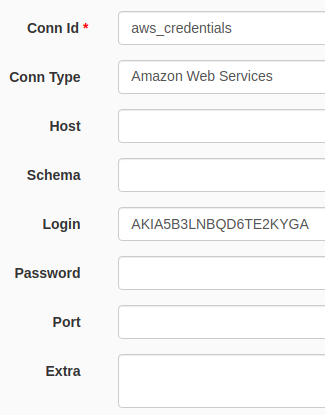 Conn Id * aws_credentials
Conn Type Amazon Web Services
Host
Schema
Login AKIA5B3LNBQD6TE2KYGA
Password
Port
Extra